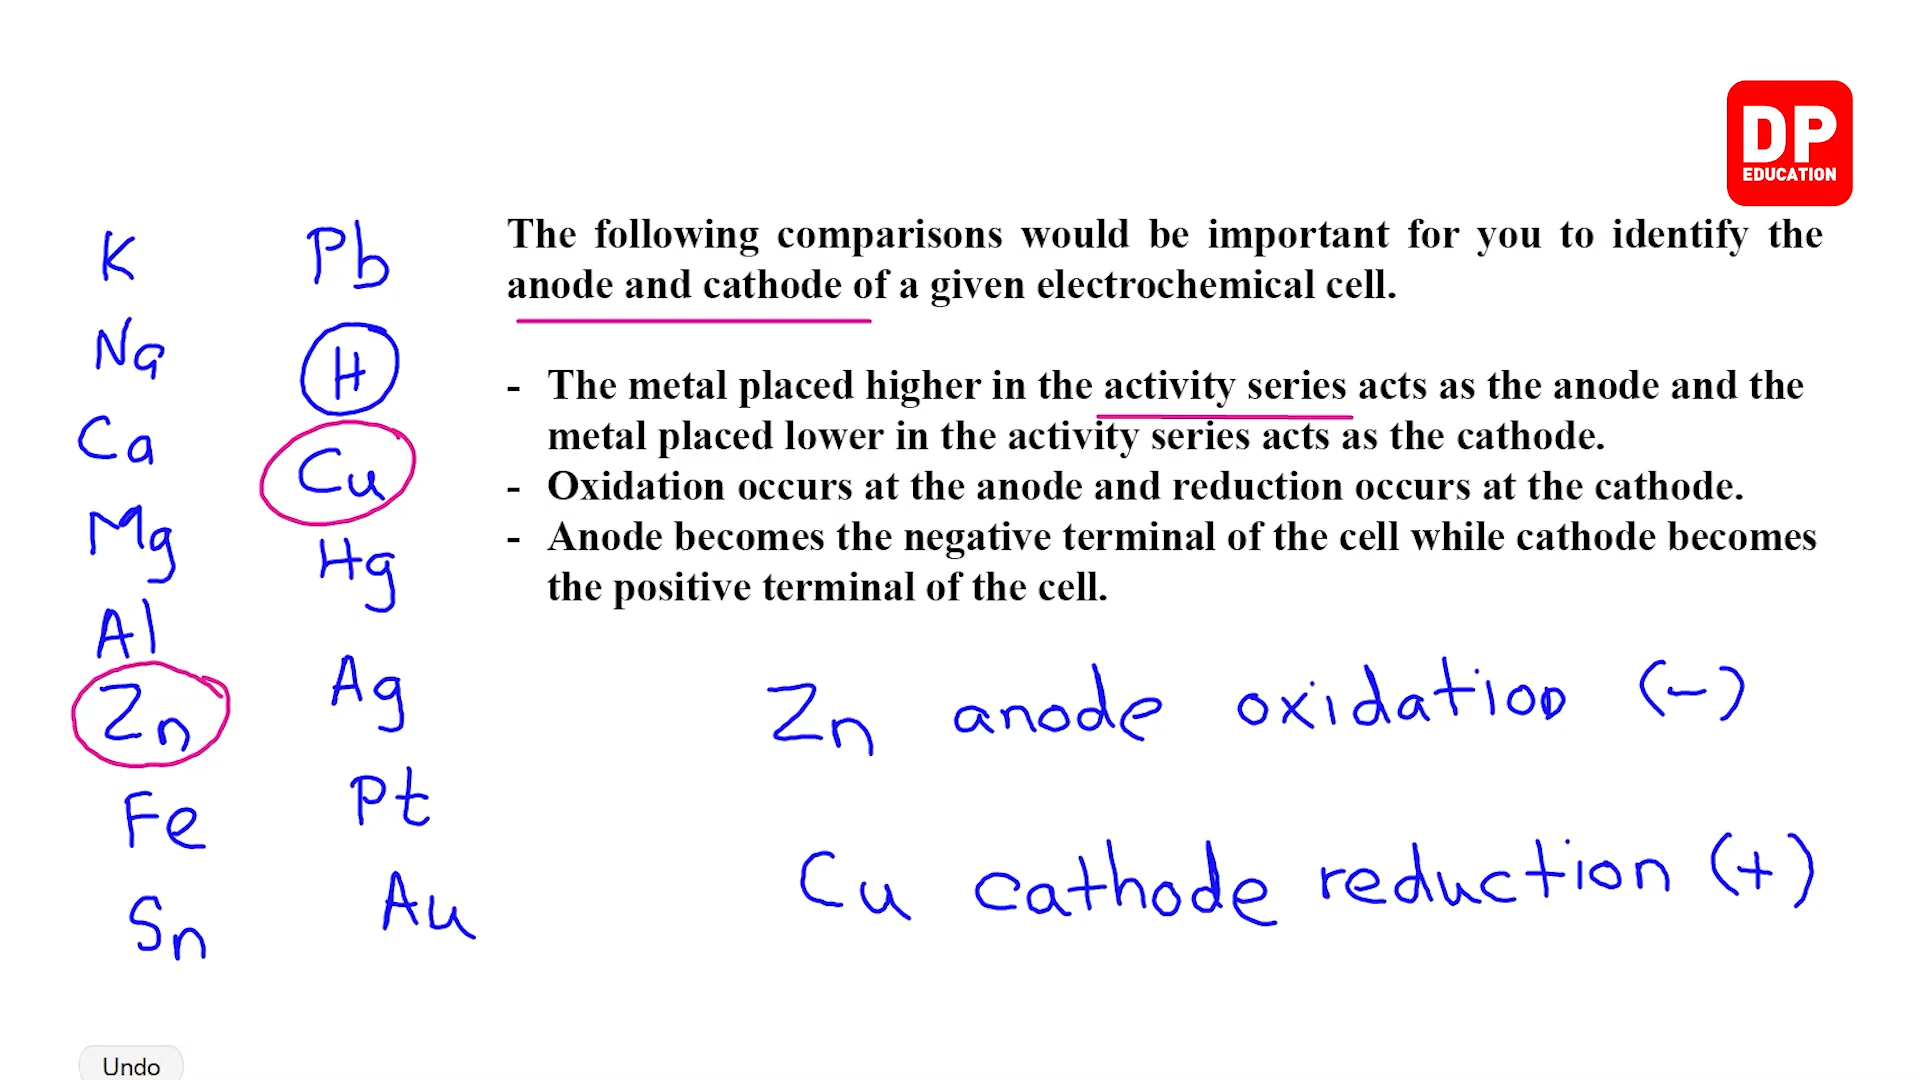 DP
EDUCATION
The following comparisons would be important for you to identify the
anode and cathode of a given electrochemical cell.
- The metal placed higher in the activity series acts as the anode and the
metal placed lower in the activity series acts as the cathode.
- Oxidation occurs at the anode and reduction occurs at the cathode.
- Anode becomes the negative terminal of the cell while cathode becomes
the positive terminal of the cell.
K
Na
Ca
Mg
Al
Zn
Fe
Sn
Pb
H
Cu
Hg
Ag
Pt
Au
Zn anode oxidation (-)
Cu cathode reduction (+)
Undo